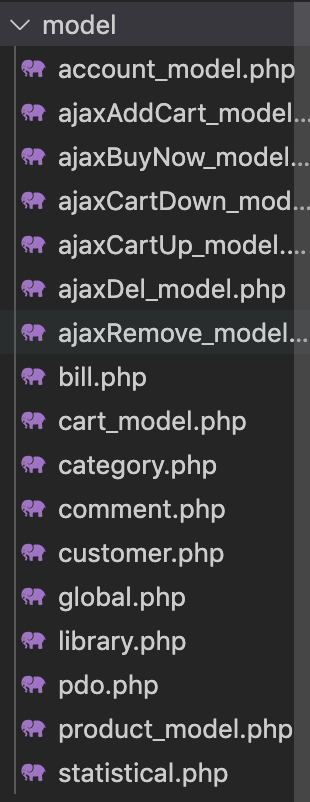 model
account_model.php
ajaxAddCart_model...
ajaxBuyNow_model...
ajaxCartDown_mod...
ajaxCartUp_model....
ajaxDel_model.php
ajaxRemove_model...
bill.php
cart_model.php
category.php
comment.php
customer.php
global.php
library.php
pdo.php
product_model.php
statistical.php